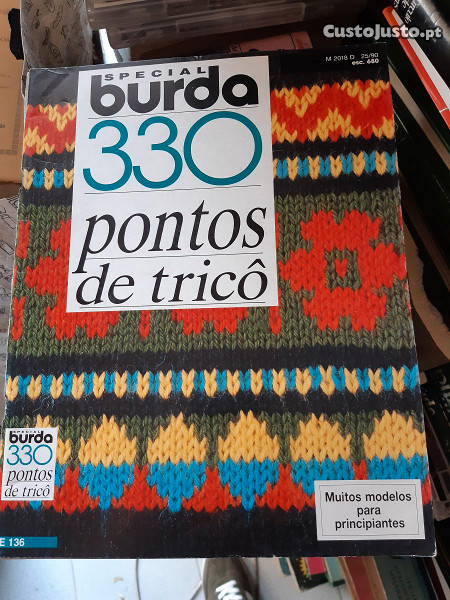 CustoJusto.pt
M 2018 D 25/90
esc. 680
SPECIAL
burda
330
pontos
de tricô
SPECIAL
burda
330
pontos
de tricô
Muitos modelos
para
principiantes
E 136